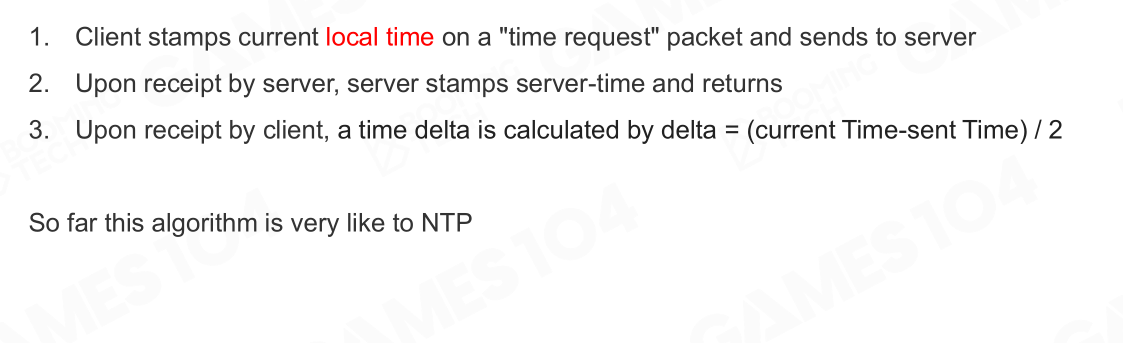 1. Client stamps current local time on a "time request" packet and sends to server
2. Upon receipt by server, server stamps server-time and returns
3. Upon receipt by client, a time delta is calculated by delta = (current Time-sent Time) / 2
So far this algorithm is very like to NTP